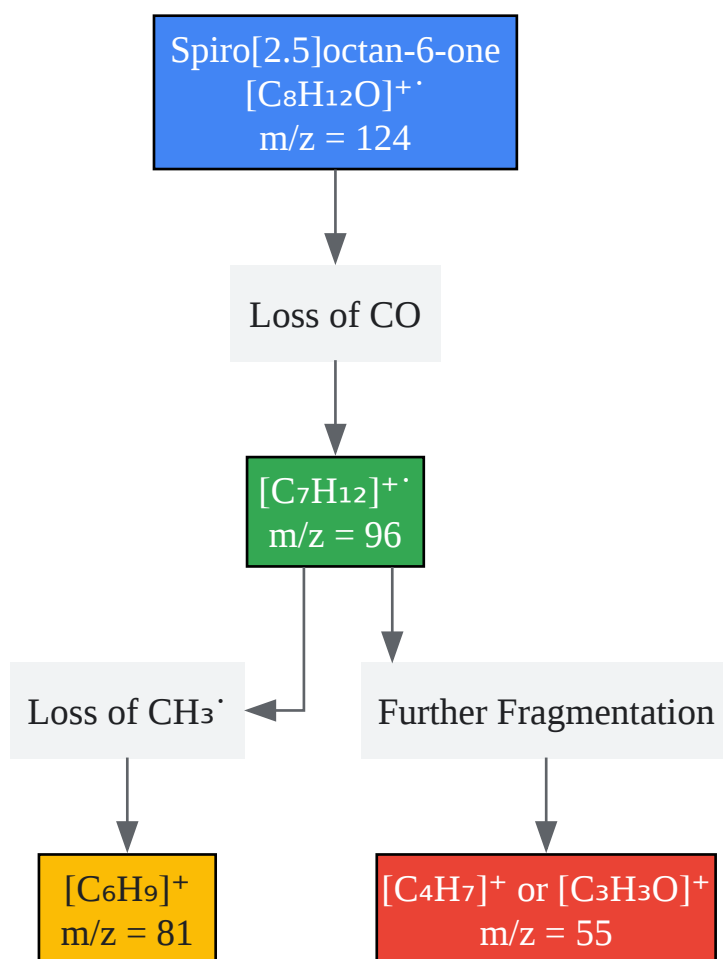 Spiro[2.5]octan-6-one
[C₈H₁₂O]⁺˙
m/z = 124
Loss of CO
[C₇H₁₂]⁺˙
m/z = 96
Loss of CH₃˙
Further Fragmentation
[C₆H₉]⁺
m/z = 81
[C₄H₇]⁺ or [C₃H₃O]⁺
m/z = 55